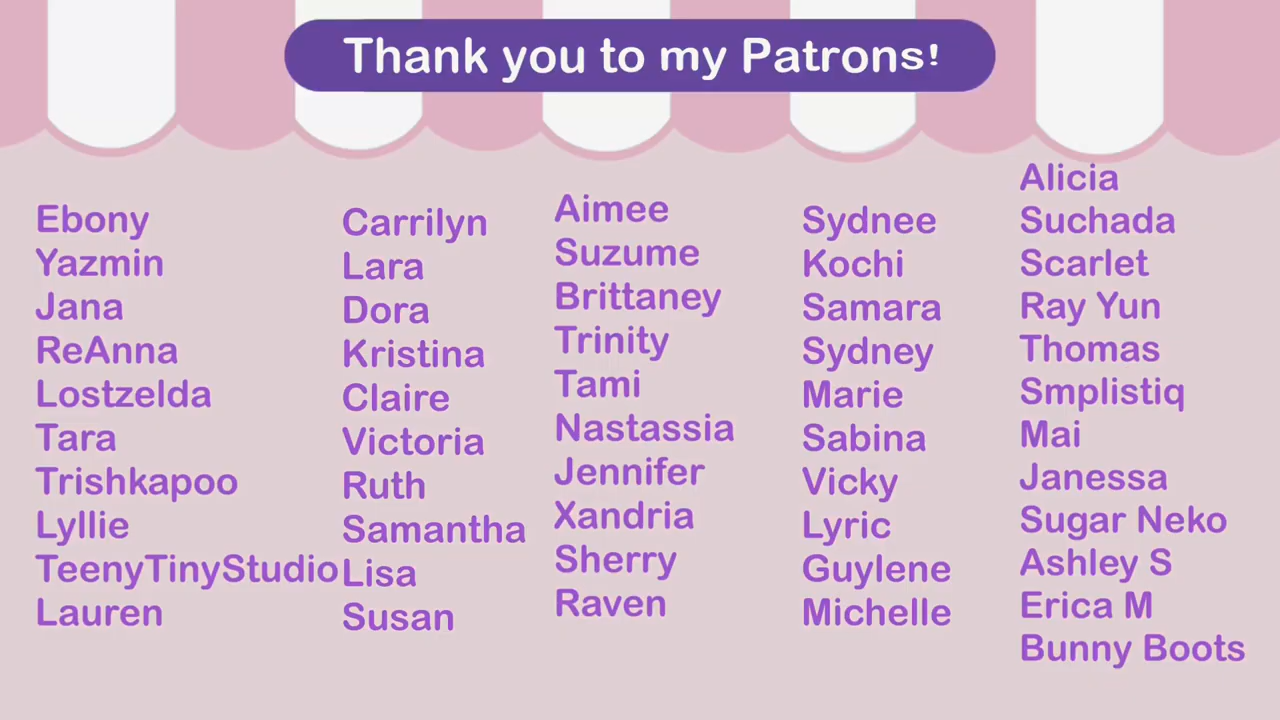 Thank you to my Patrons!
Ebony
Yazmin
Jana
ReAnna
Lostzelda
Tara
Trishkapoo
Lyllie
TeenyTinyStudio
Lauren
Carrilyn
Lara
Dora
Kristina
Claire
Victoria
Ruth
Samantha
Lisa
Susan
Aimee
Suzume
Brittaney
Trinity
Tami
Nastassia
Jennifer
Xandria
Sherry
Raven
Sydnee
Kochi
Samara
Sydney
Marie
Sabina
Vicky
Lyric
Guylene
Michelle
Alicia
Suchada
Scarlet
Ray Yun
Thomas
Smplistiq
Mai
Janessa
Sugar Neko
Ashley S
Erica M
Bunny Boots